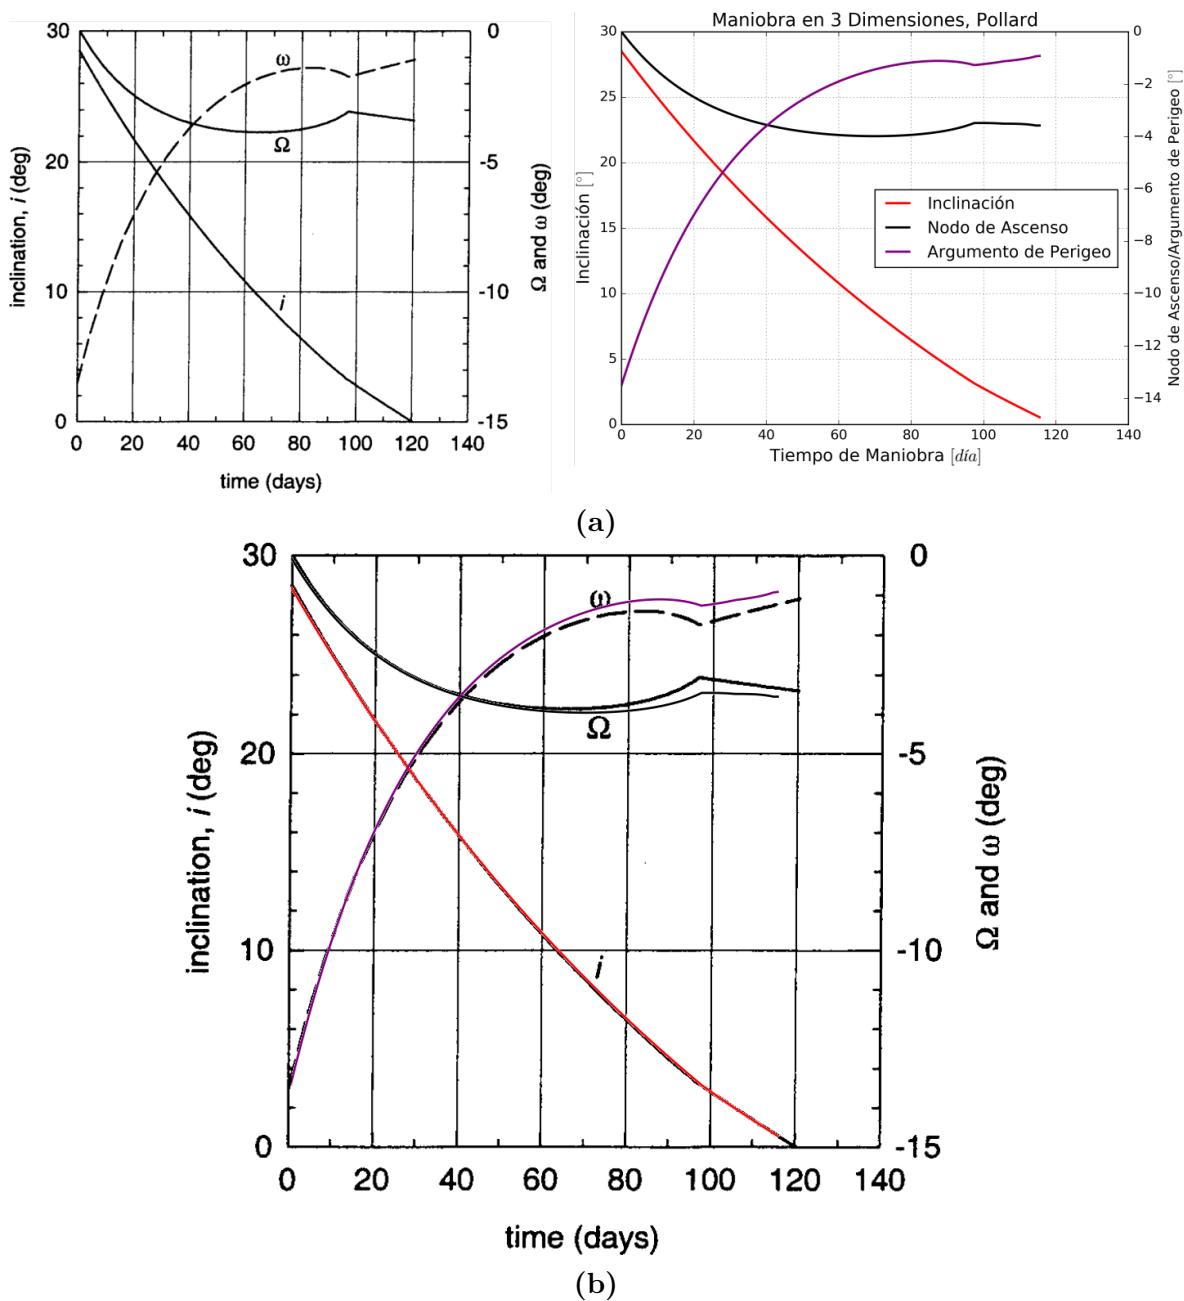 30
20
10
0
0
-5
-10
-15
0 20 40 60 80 100 120 140
inclination, i (deg)
Ω and ω (deg)
time (days)
ω
Ω
i
Maniobra en 3 Dimensiones, Pollard
30
25
20
15
10
5
0
0
−2
−4
−6
−8
−10
−12
−14
0 20 40 60 80 100 120 140
Inclinación [°]
Nodo de Ascenso/Argumento de Perigeo [°]
Inclinación
Nodo de Ascenso
Argumento de Perigeo
Tiempo de Maniobra [día]
(a)
30
20
10
0
0
-5
-10
-15
0 20 40 60 80 100 120 140
inclination, i (deg)
Ω and ω (deg)
ω
Ω
i
time (days)
(b)